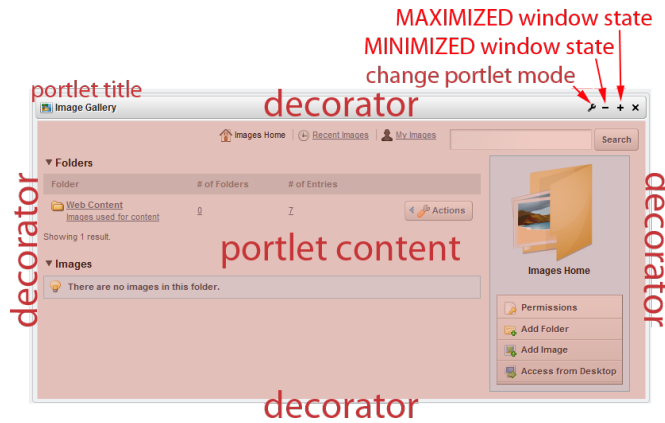 MAXIMIZED window state
MINIMIZED window state
change portlet mode
portlet title
decorator
Image Gallery
Images Home | Recent Images | My Images
Search
▼ Folders
Folder # of Folders # of Entries
Web Content 0 7 Actions
Images used for content
Showing 1 result.
portlet content
▼ Images
There are no images in this folder.
Images Home
Permissions
Add Folder
Add Image
Access from Desktop
decorator
decorator
decorator